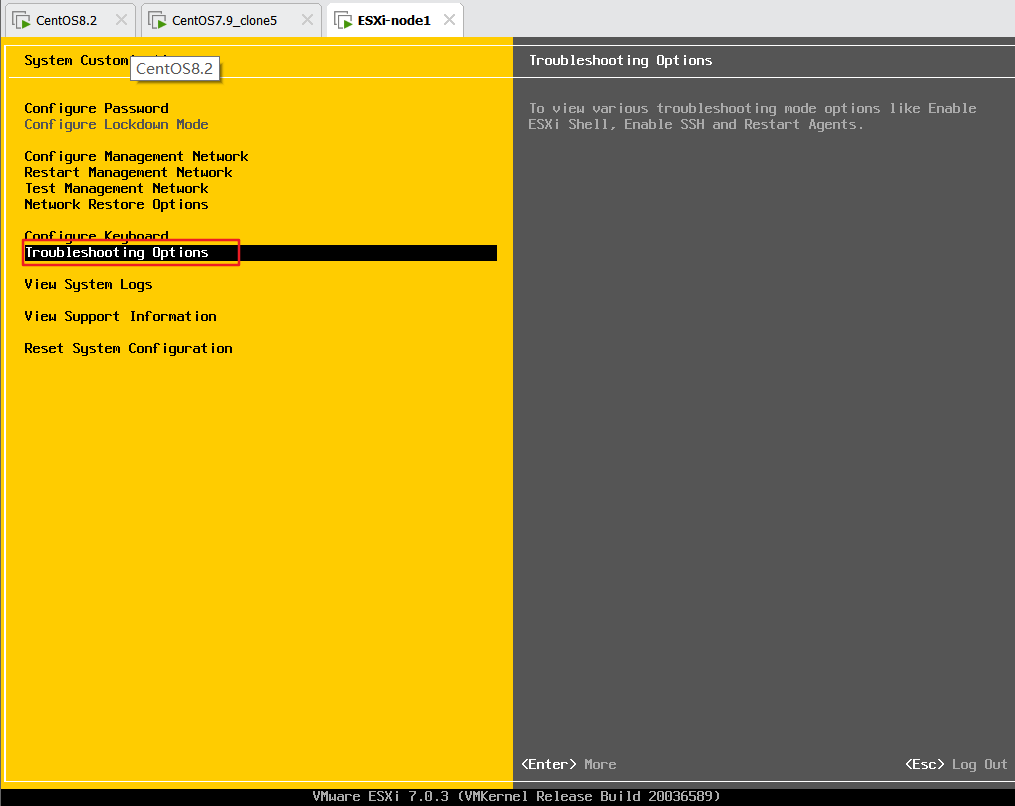 CentOS8.2
CentOS7.9_clone5
ESXi-node1
System Custom
CentOS8.2
Configure Password
Configure Lockdown Mode
Configure Management Network
Restart Management Network
Test Management Network
Network Restore Options
Configure Keyboard
Troubleshooting Options
View System Logs
View Support Information
Reset System Configuration
Troubleshooting Options
To view various troubleshooting mode options like Enable
ESXi Shell, Enable SSH and Restart Agents.
<Enter> More
<Esc> Log Out
VMware ESXi 7.0.3 (VMKernel Release Build 20036589)